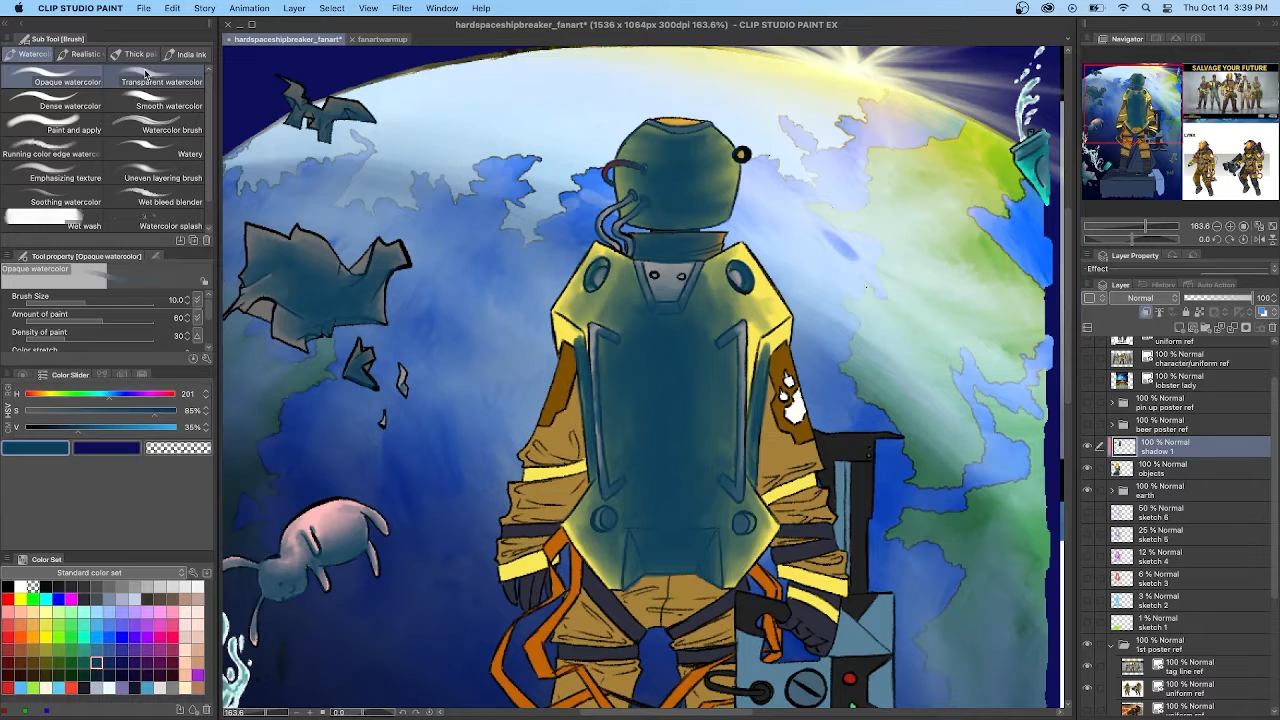 CLIP STUDIO PAINT File Edit Story Animation Layer Select View Filter Window Help Thu Oct 14 3:39 PM
hardspaceshipbreaker_fanart* (1536 x 1064px 300dpi 163.6%) - CLIP STUDIO PAINT EX
Sub Tool [Brush]
Watercol Realistic Thick pai India ink
hardspaceshipbreaker_fanart* fanartwarmup
Opaque watercolor Transparent watercolor
Dense watercolor Smooth watercolor
Paint and apply Watercolor brush
Running color edge waterc Watery
Emphasizing texture Uneven layering brush
Soothing watercolor Wet bleed blender
Wet wash Watercolor splash
Tool property [Opaque watercolor]
Opaque watercolor
Brush Size 10.0
Amount of paint 60
Density of paint 30
Color stretch
Color Slider
H 201
S 65%
V 35%
HSV
Color Set
Standard color set
163.6 0.0
Navigator
SALVAGE YOUR FUTURE
LYNX
163.6
0.0
Layer Property
Effect
Layer History Auto Action
Normal 100
uniform ref
100 % Normal
character/uniform ref
100 % Normal
lobster lady
100 % Normal
pin up poster ref
100 % Normal
beer poster ref
100 % Normal
shadow 1
100 % Normal
objects
100 % Normal
earth
50 % Normal
sketch 6
25 % Normal
sketch 5
12 % Normal
sketch 4
6 % Normal
sketch 3
3 % Normal
sketch 2
1 % Normal
sketch 1
100 % Normal
1st poster ref
100 % Normal
tag line ref
100 % Normal
uniform ref
100 % Normal
uniform ref